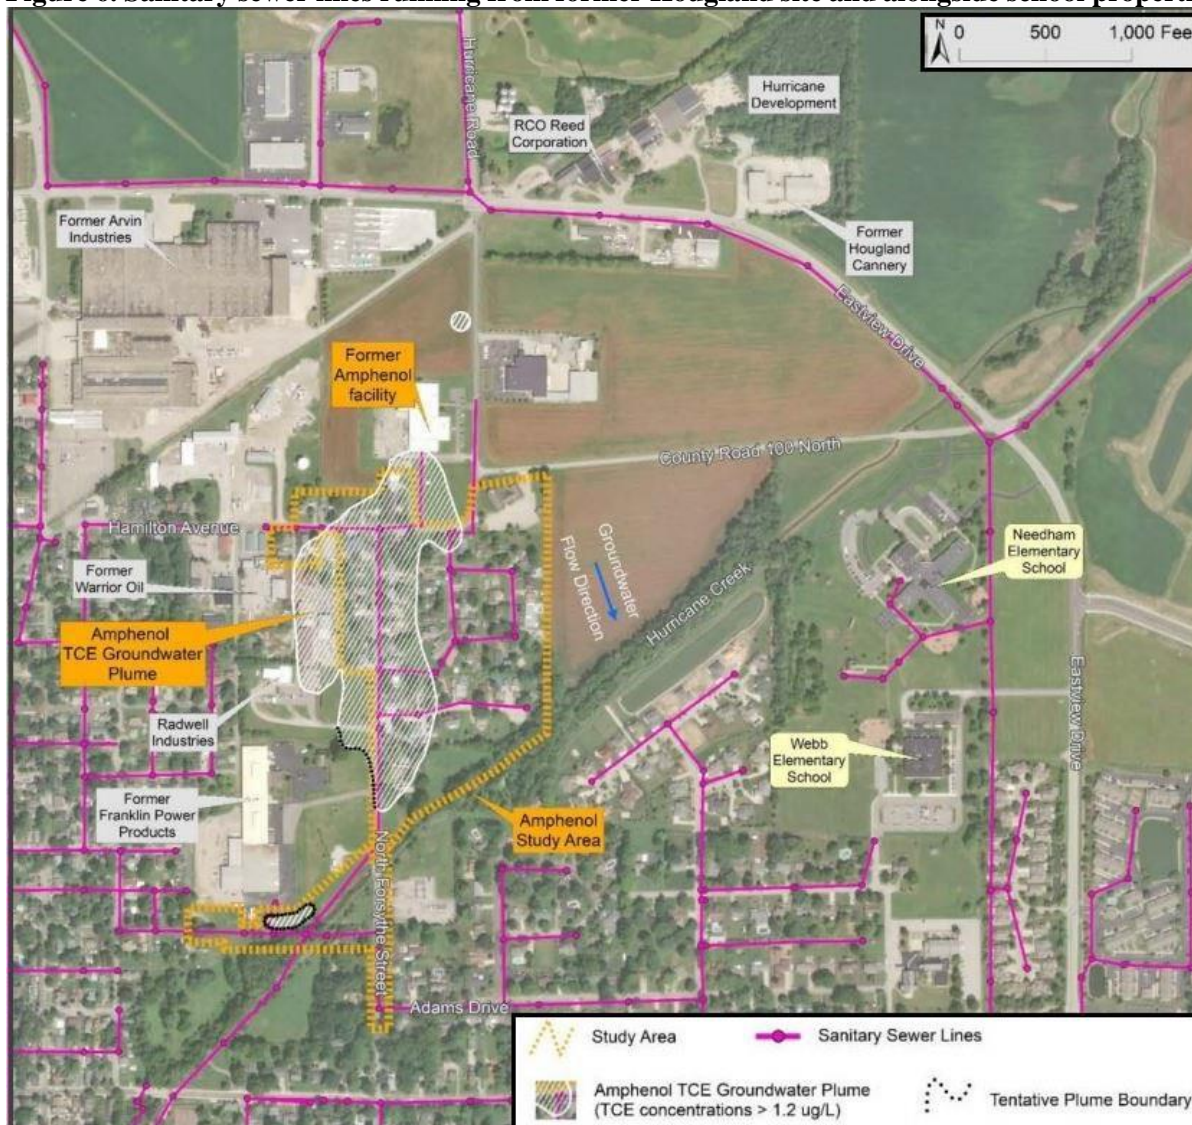 Figure 6. Sanitary sewer lines running from former Hougland site and alongside school properti
N
0 500 1,000 Fee
Hurricane Road
Hurricane
Development
RCO Reed
Corporation
Former Arvin
Industries
Former
Hougland
Cannery
Eastview Drive
Former
Amphenol
facility
County Road 100 North
Hamilton Avenue
Groundwater
Flow Direction
Needham
Elementary
School
Former
Warrior Oil
Hurricane Creek
Amphenol
TCE Groundwater
Plume
Eastview Drive
Radwell
Industries
Webb
Elementary
School
Former
Franklin Power
Products
Amphenol
Study Area
North Forsythe Street
Adams Drive
Study Area
Sanitary Sewer Lines
Amphenol TCE Groundwater Plume
(TCE concentrations > 1.2 ug/L)
Tentative Plume Boundary